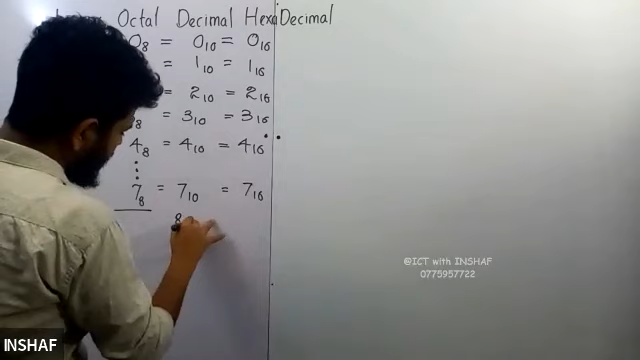 Octal Decimal HexaDecimal
0₈ = 0₁₀ = 0₁₆
= 1₁₀ = 1₁₆
= 2₁₀ = 2₁₆
₈ = 3₁₀ = 3₁₆
4₈ = 4₁₀ = 4₁₆
⋮
7₈ = 7₁₀ = 7₁₆
8
@ICT with INSHAF
0775957722
INSHAF